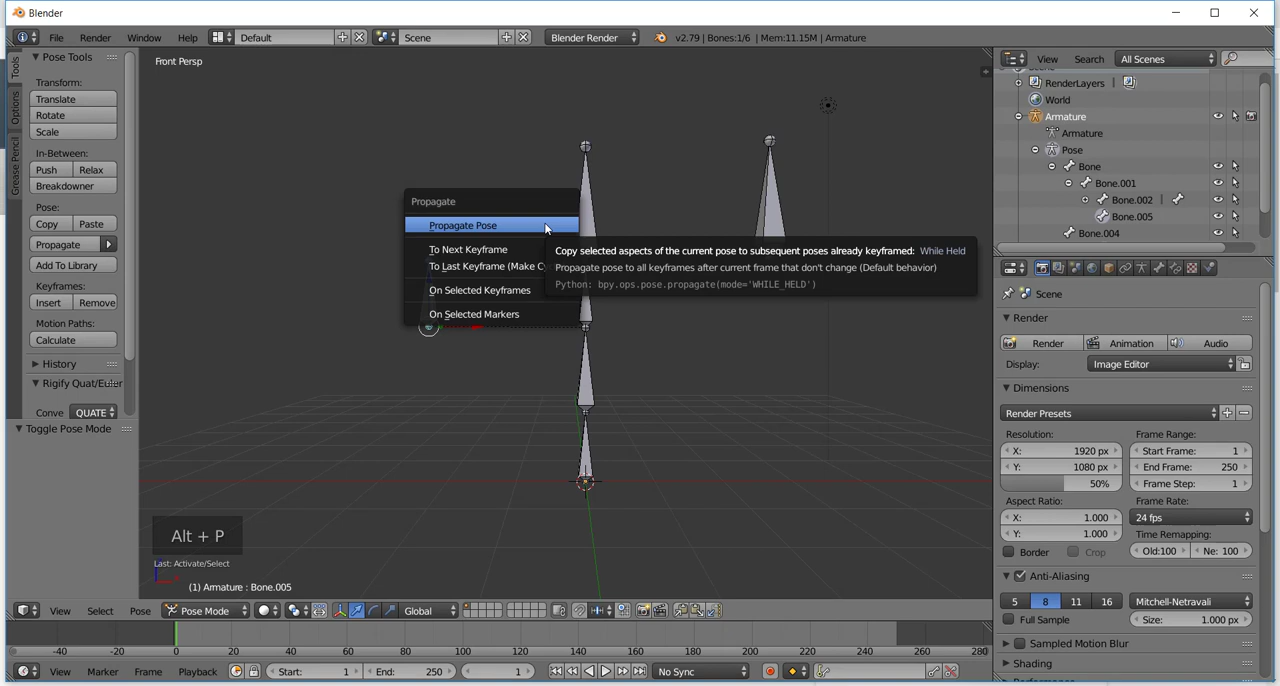 Blender
File Render Window Help Default Scene Blender Render v2.79 | Bones:1/6 | Mem:11.15M | Armature
Tools
Options
Grease Pencil
Pose Tools
Transform:
Translate
Rotate
Scale
In-Between:
Push Relax
Breakdowner
Pose:
Copy Paste
Propagate
Add To Library
Keyframes:
Insert Remove
Motion Paths:
Calculate
History
Rigify Quat/Euler
Conve QUATE
Toggle Pose Mode
Front Persp
Propagate
Propagate Pose
To Next Keyframe
To Last Keyframe (Make Cy
On Selected Keyframes
On Selected Markers
Copy selected aspects of the current pose to subsequent poses already keyframed: While Held
Propagate pose to all keyframes after current frame that don't change (Default behavior)
Python: bpy.ops.pose.propagate(mode='WHILE_HELD')
Alt + P
Last: Activate/Select
(1) Armature : Bone.005
View Select Pose Pose Mode Global
-40 -20 0 20 40 60 80 100 120 140 160 180 200 220 240 260 280
View Marker Frame Playback Start: 1 End: 250 1 No Sync
View Search All Scenes
RenderLayers |
World
Armature
Armature
Pose
Bone
Bone.001
Bone.002 |
Bone.005
Bone.004
Scene
Render
Render Animation Audio
Display: Image Editor
Dimensions
Render Presets
Resolution: Frame Range:
X: 1920 px Start Frame: 1
Y: 1080 px End Frame: 250
50% Frame Step: 1
Aspect Ratio: Frame Rate:
X: 1.000 24 fps
Y: 1.000 Time Remapping:
Border Crop Old:100 Ne: 100
Anti-Aliasing
5 8 11 16 Mitchell-Netravali
Full Sample Size: 1.000 px
Sampled Motion Blur
Shading